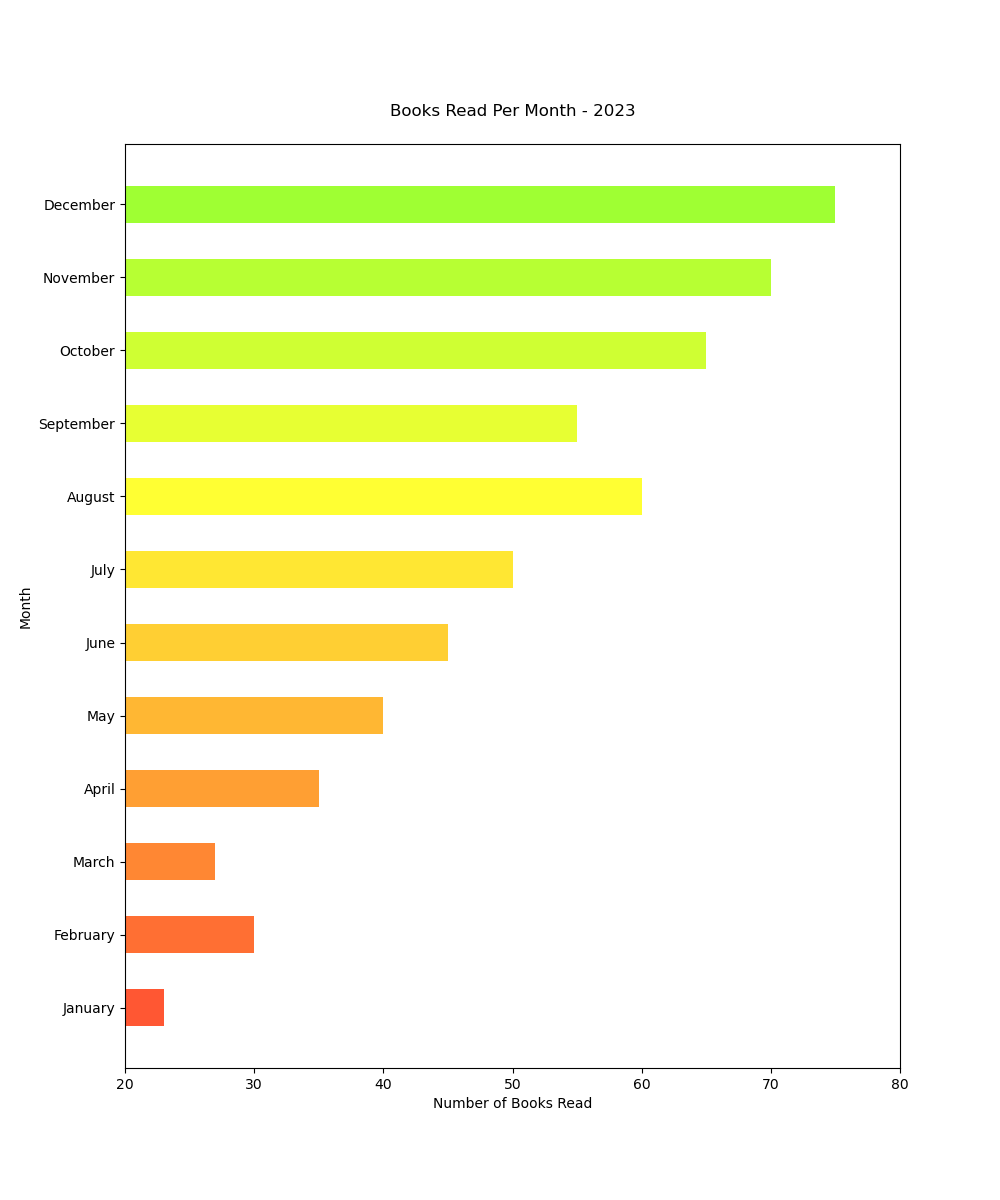 Books Read Per Month - 2023
December
November
October
September
August
July
June
May
April
March
February
January
Month
20 30 40 50 60 70 80
Number of Books Read